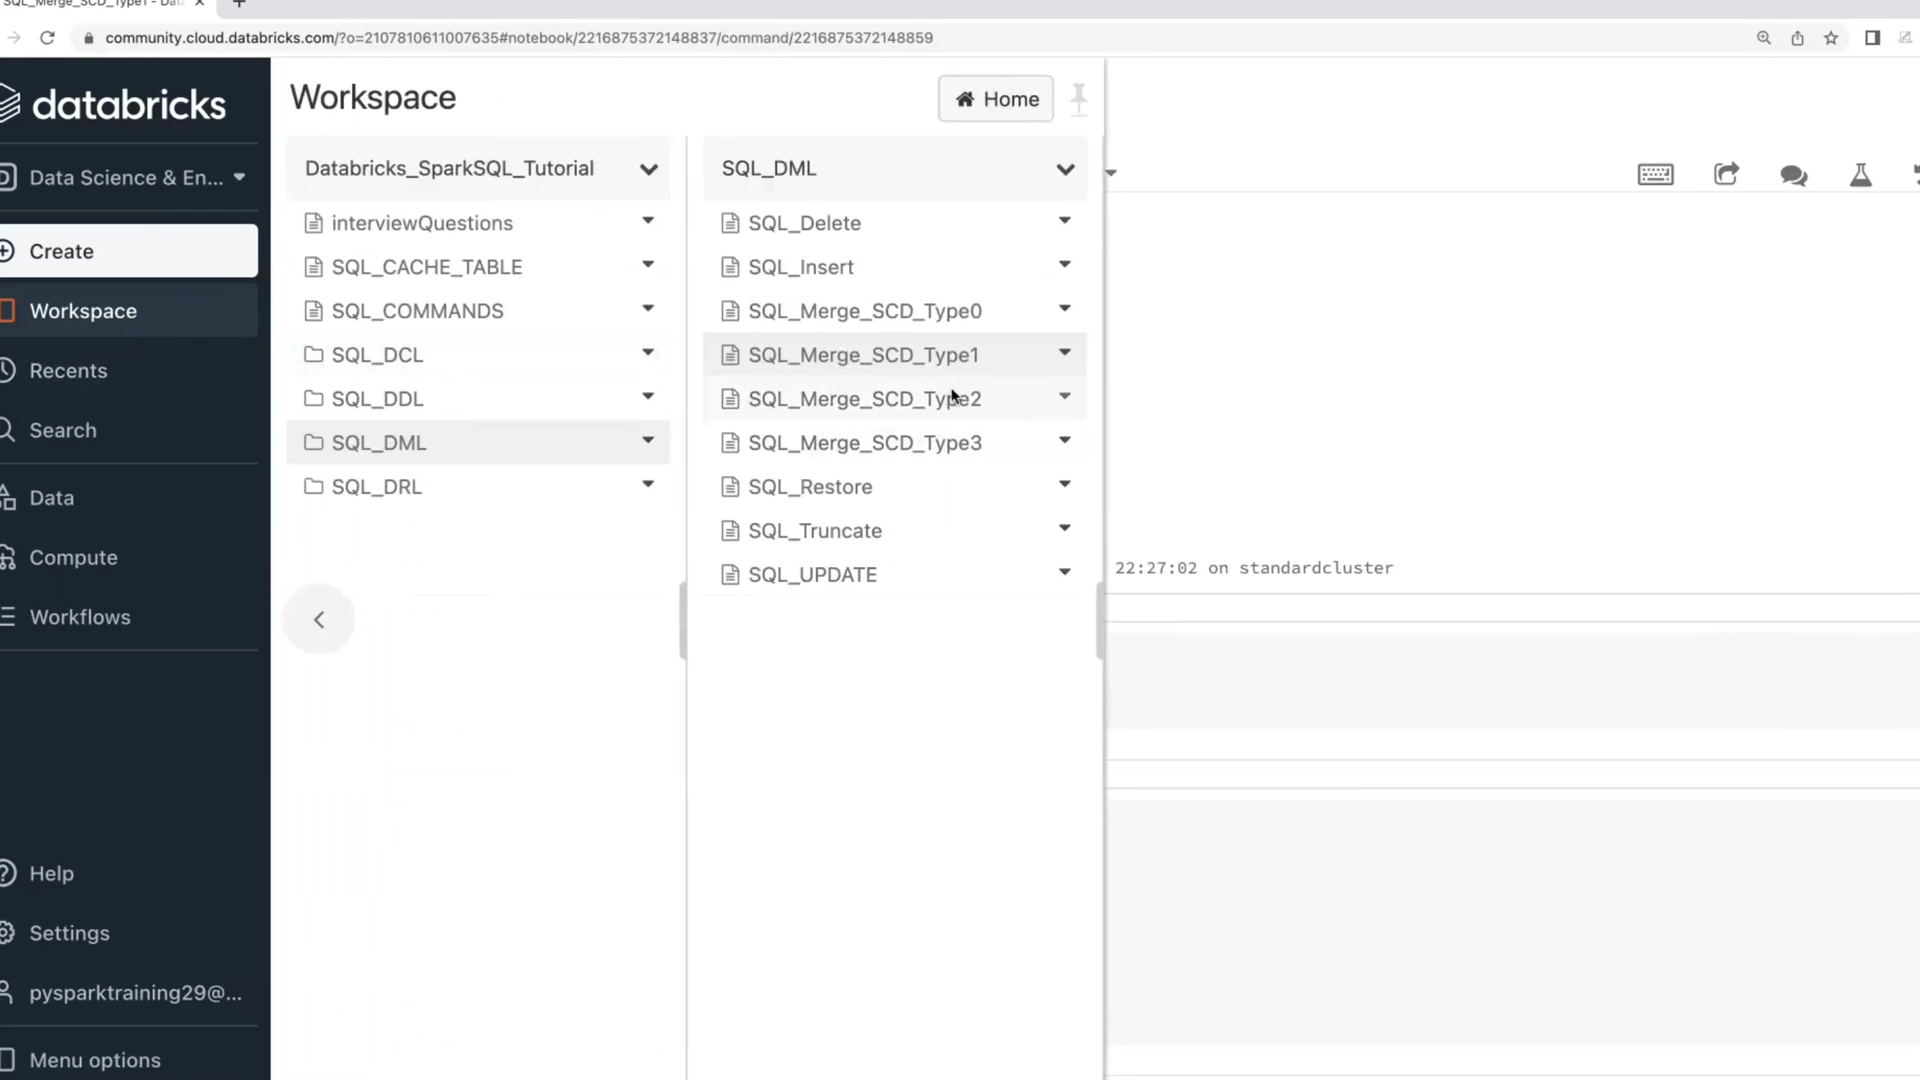 SQL_Merge_SCD_Type1 - Dat
community.cloud.databricks.com/?o=2107810611007635#notebook/2216875372148837/command/2216875372148859
databricks
Data Science & En...
Create
Workspace
Recents
Search
Data
Compute
Workflows
Help
Settings
pysparktraining29@...
Menu options
Workspace
Home
Databricks_SparkSQL_Tutorial
interviewQuestions
SQL_CACHE_TABLE
SQL_COMMANDS
SQL_DCL
SQL_DDL
SQL_DML
SQL_DRL
SQL_DML
SQL_Delete
SQL_Insert
SQL_Merge_SCD_Type0
SQL_Merge_SCD_Type1
SQL_Merge_SCD_Type2
SQL_Merge_SCD_Type3
SQL_Restore
SQL_Truncate
SQL_UPDATE
22:27:02 on standardcluster